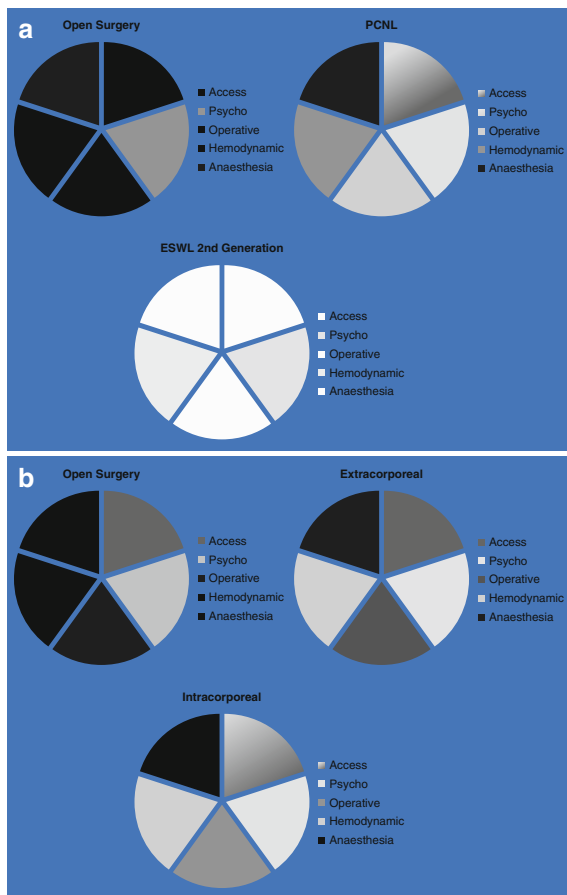 a
Open Surgery
Access
Psycho
Operative
Hemodynamic
Anaesthesia
PCNL
Access
Psycho
Operative
Hemodynamic
Anaesthesia
ESWL 2nd Generation
Access
Psycho
Operative
Hemodynamic
Anaesthesia
b
Open Surgery
Access
Psycho
Operative
Hemodynamic
Anaesthesia
Extracorporeal
Access
Psycho
Operative
Hemodynamic
Anaesthesia
Intracorporeal
Access
Psycho
Operative
Hemodynamic
Anaesthesia